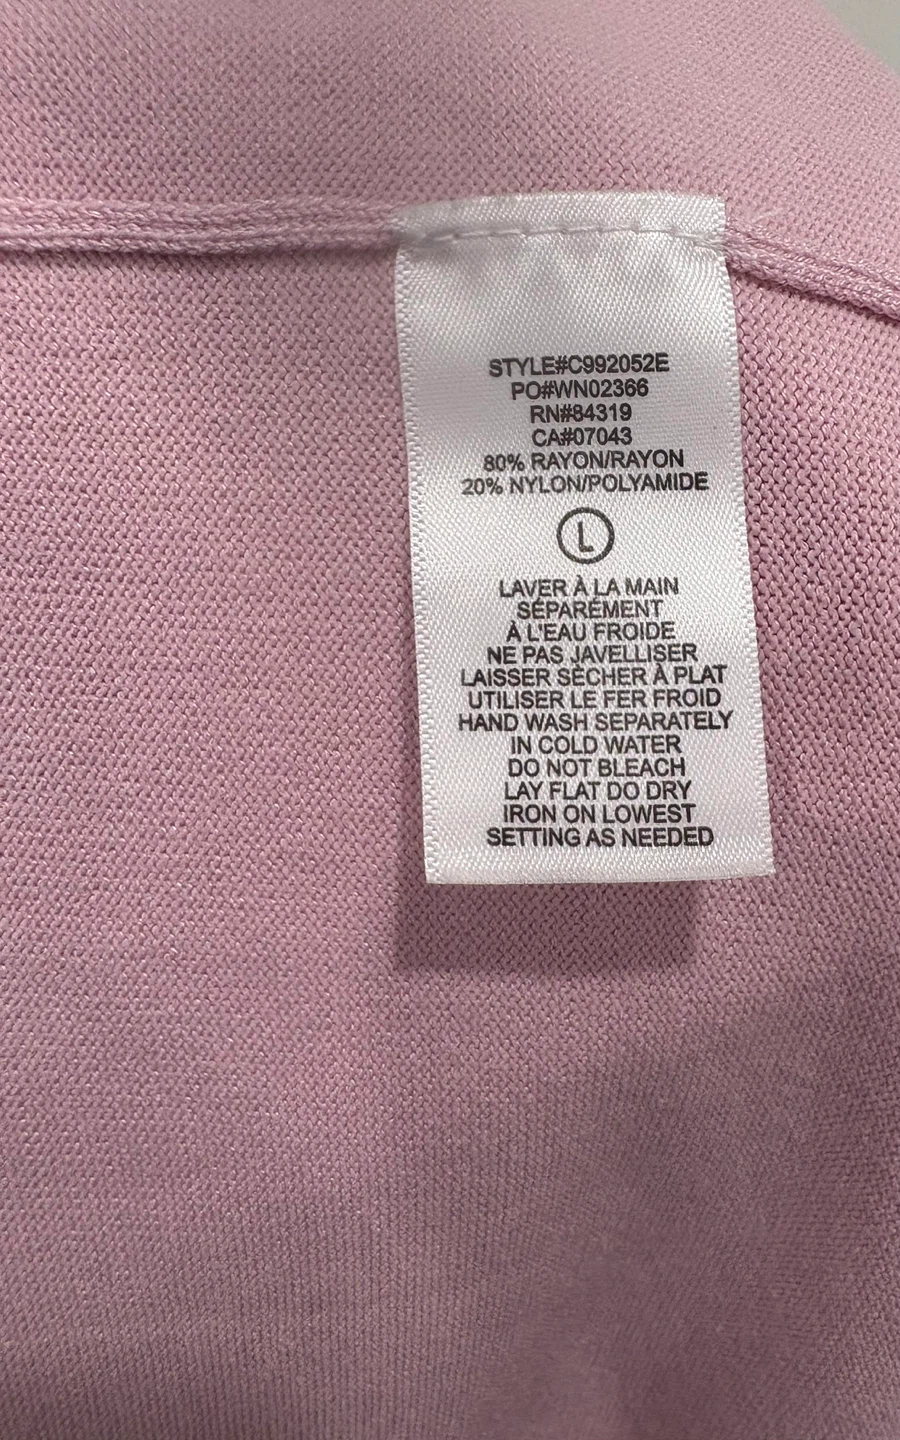 STYLE#C992052E
PO#WN02366
RN#84319
CA#07043
80% RAYON/RAYON
20% NYLON/POLYAMIDE
L
LAVER À LA MAIN
SÉPARÉMENT
À L'EAU FROIDE
NE PAS JAVELLISER
LAISSER SÈCHER À PLAT
UTILISER LE FER FROID
HAND WASH SEPARATELY
IN COLD WATER
DO NOT BLEACH
LAY FLAT DO DRY
IRON ON LOWEST
SETTING AS NEEDED